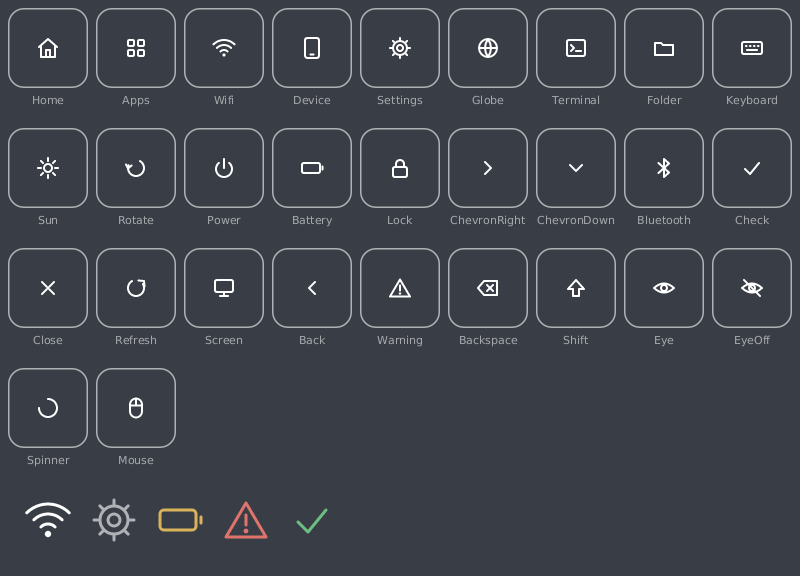 Home Apps Wifi Device Settings Globe Terminal Folder Keyboard
Sun Rotate Power Battery Lock ChevronRight ChevronDown Bluetooth Check
Close Refresh Screen Back Warning Backspace Shift Eye EyeOff
Spinner Mouse